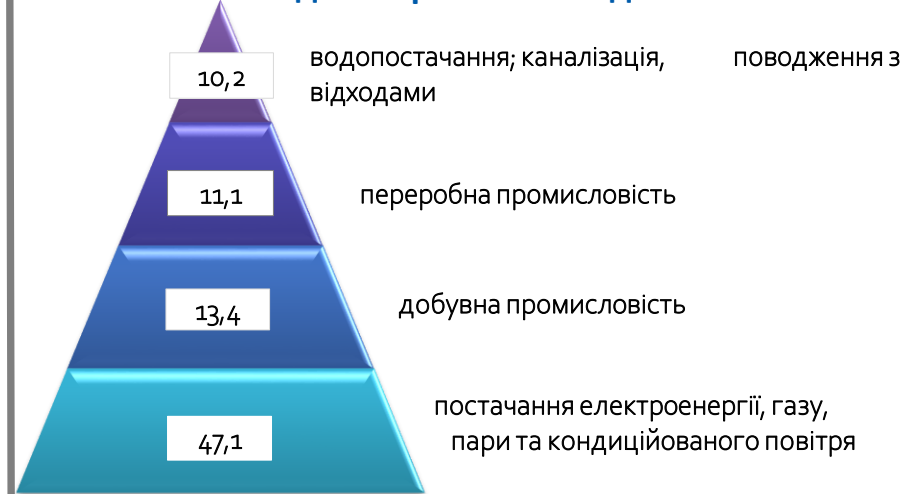 10,2
водопостачання; каналізація, поводження з
відходами
11,1
переробна промисловість
13,4
добувна промисловість
47,1
постачання електроенергії, газу,
пари та кондиційованого повітря